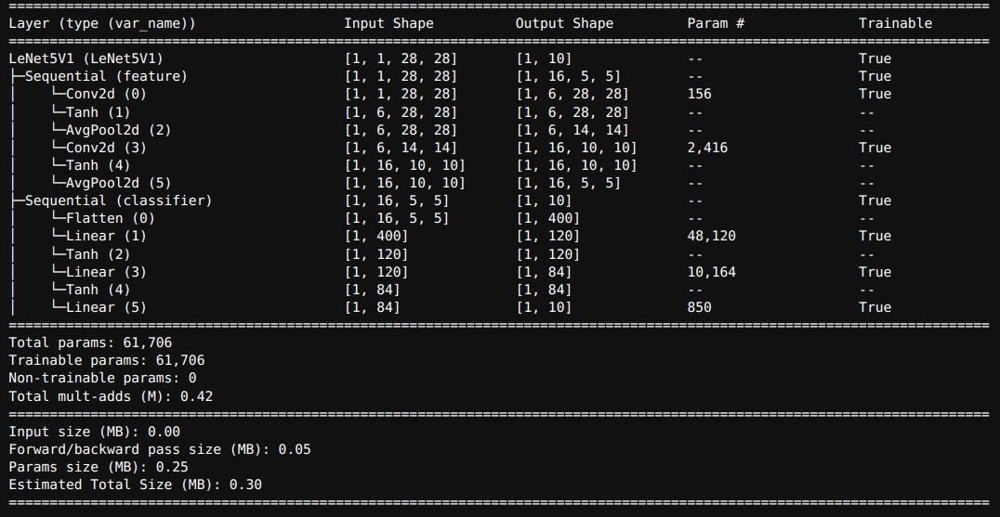 ==========================================================================================
Layer (type (var_name))                  Input Shape          Output Shape         Param #              Trainable
==========================================================================================
LeNet5V1 (LeNet5V1)                      [1, 1, 28, 28]       [1, 10]              --                   True
├─Sequential (feature)                   [1, 1, 28, 28]       [1, 16, 5, 5]        --                   True
│    └─Conv2d (0)                        [1, 1, 28, 28]       [1, 6, 28, 28]       156                  True
│    └─Tanh (1)                          [1, 6, 28, 28]       [1, 6, 28, 28]       --                   --
│    └─AvgPool2d (2)                     [1, 6, 28, 28]       [1, 6, 14, 14]       --                   --
│    └─Conv2d (3)                        [1, 6, 14, 14]       [1, 16, 10, 10]      2,416                True
│    └─Tanh (4)                          [1, 16, 10, 10]      [1, 16, 10, 10]      --                   --
│    └─AvgPool2d (5)                     [1, 16, 10, 10]      [1, 16, 5, 5]        --                   --
├─Sequential (classifier)                [1, 16, 5, 5]        [1, 10]              --                   True
│    └─Flatten (0)                       [1, 16, 5, 5]        [1, 400]             --                   --
│    └─Linear (1)                        [1, 400]             [1, 120]             48,120               True
│    └─Tanh (2)                          [1, 120]             [1, 120]             --                   --
│    └─Linear (3)                        [1, 120]             [1, 84]              10,164               True
│    └─Tanh (4)                          [1, 84]              [1, 84]              --                   --
│    └─Linear (5)                        [1, 84]              [1, 10]              850                  True
==========================================================================================
Total params: 61,706
Trainable params: 61,706
Non-trainable params: 0
Total mult-adds (M): 0.42
==========================================================================================
Input size (MB): 0.00
Forward/backward pass size (MB): 0.05
Params size (MB): 0.25
Estimated Total Size (MB): 0.30
==========================================================================================